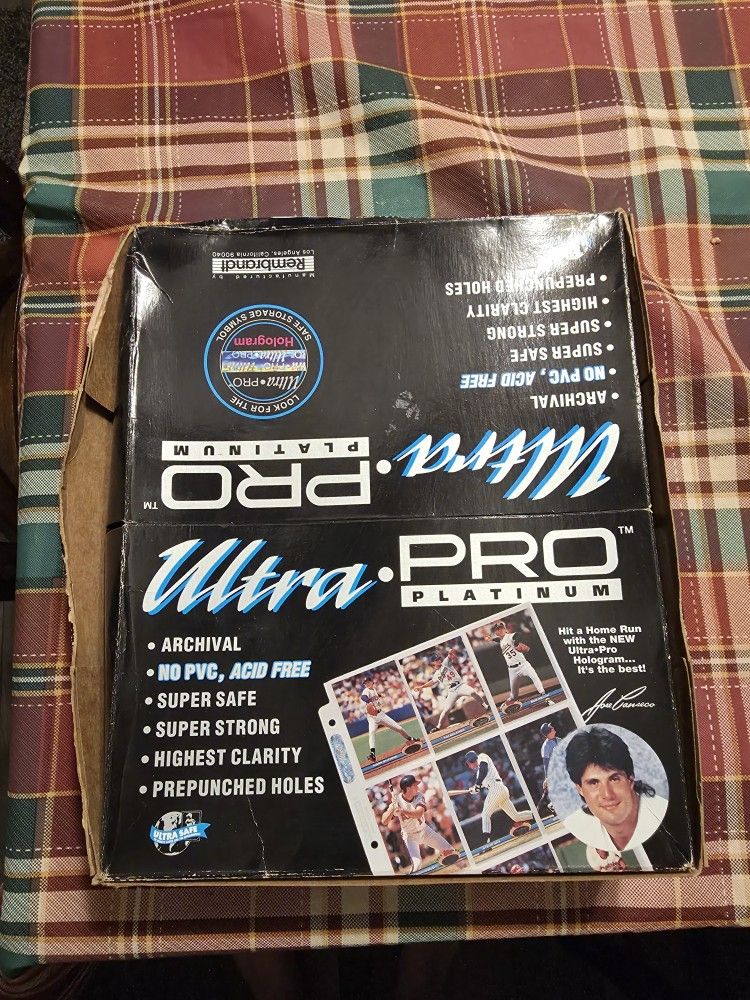 Manufactured by
Rembrandt
Los Angeles, California 90040
LOOK FOR THE
Ultra•PRO
Hologram
SAFE STORAGE SYMBOL
Ultra•PRO™
PLATINUM
• ARCHIVAL
• NO PVC, ACID FREE
• SUPER SAFE
• SUPER STRONG
• HIGHEST CLARITY
• PREPUNCHED HOLES
Ultra•PRO™
PLATINUM
• ARCHIVAL
• NO PVC, ACID FREE
• SUPER SAFE
• SUPER STRONG
• HIGHEST CLARITY
• PREPUNCHED HOLES
ULTRA SAFE
Hit a Home Run
with the NEW
Ultra•Pro
Hologram...
It's the best!
Jose Canseco
49
15